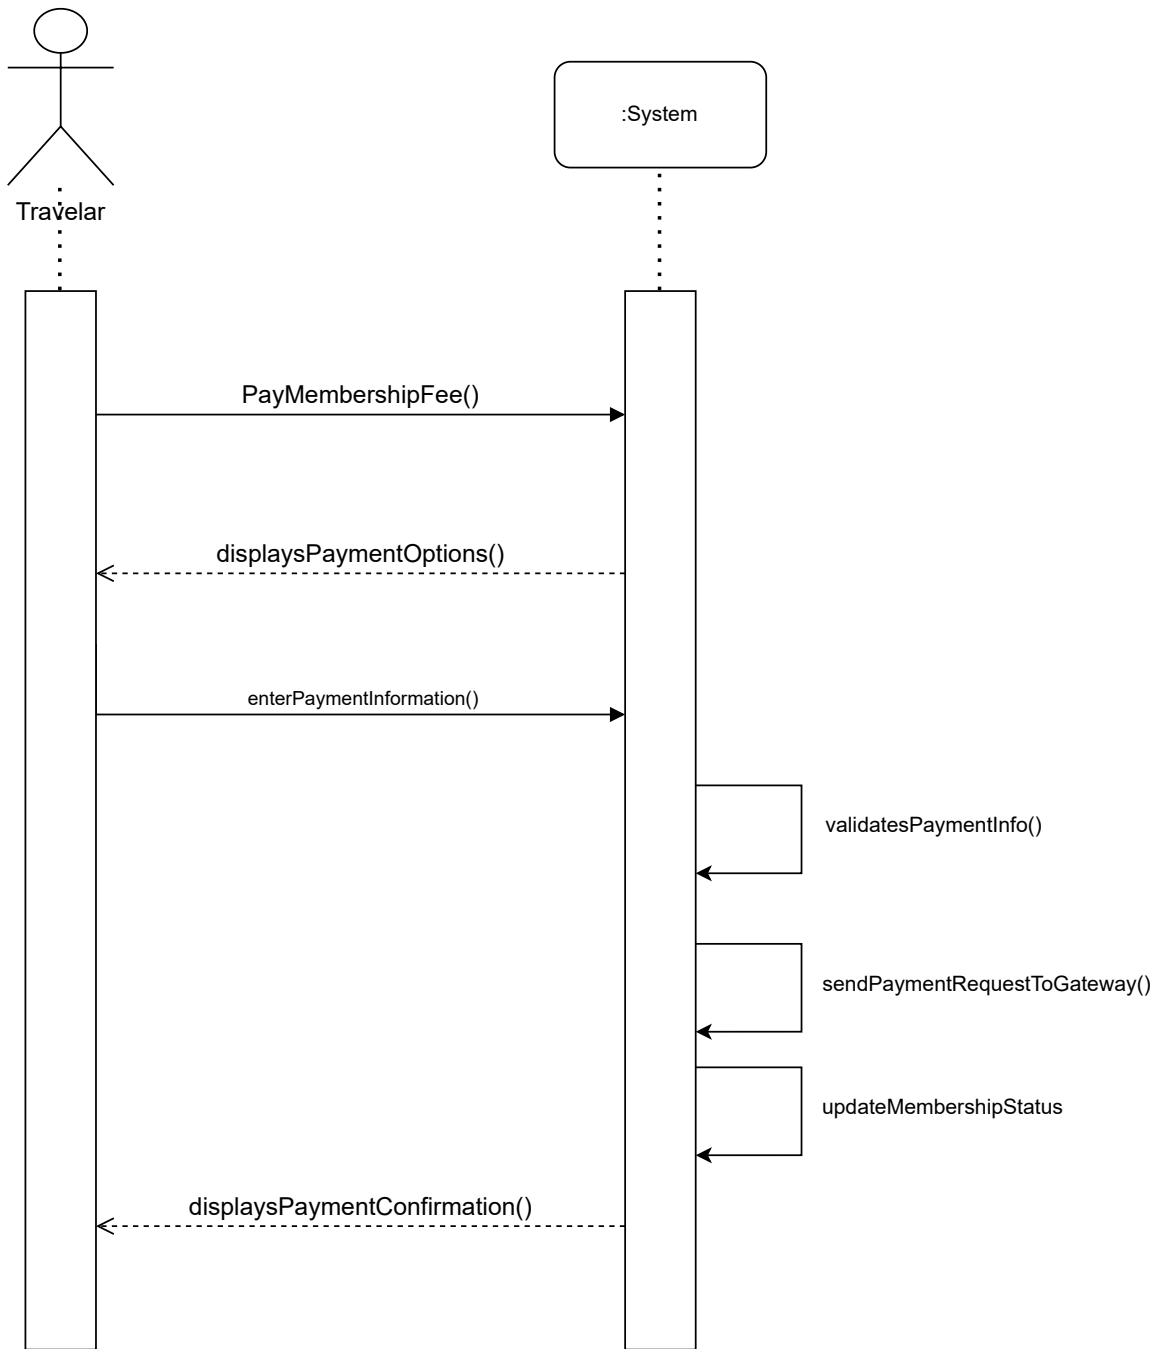 :System
Travelar
PayMembershipFee()
displaysPaymentOptions()
enterPaymentInformation()
validatesPaymentInfo()
sendPaymentRequestToGateway()
updateMembershipStatus
displaysPaymentConfirmation()